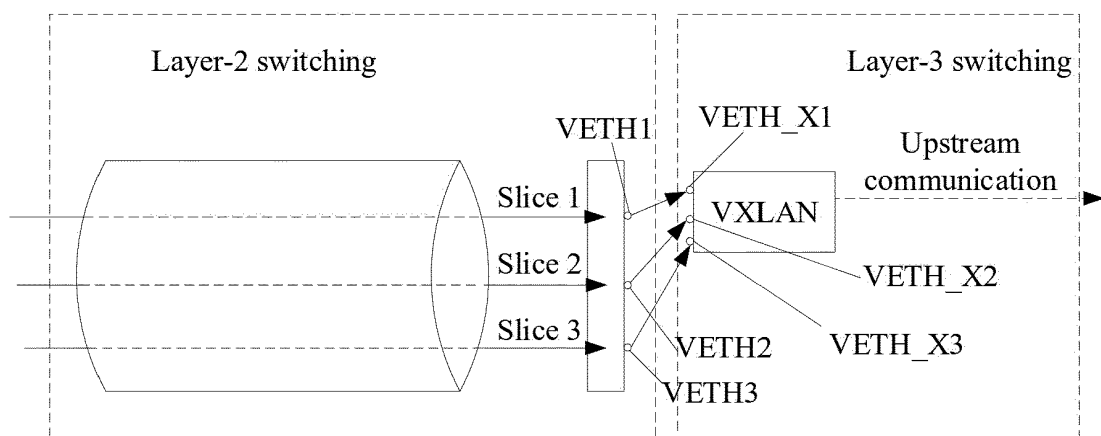 Layer-2 switching
Layer-3 switching
VETH1
VETH_X1
Upstream
communication
Slice 1
VXLAN
Slice 2
VETH_X2
Slice 3
VETH2
VETH_X3
VETH3